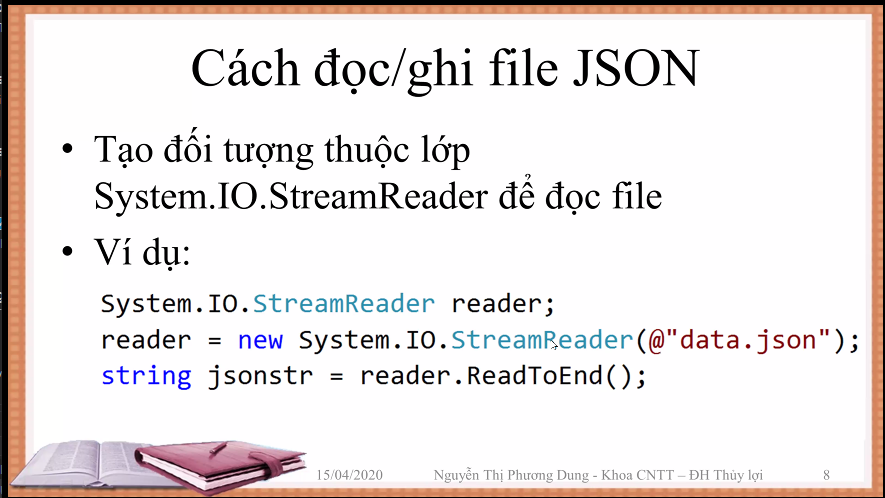 Cách đọc/ghi file JSON
• Tạo đối tượng thuộc lớp
System.IO.StreamReader để đọc file
• Ví dụ:
System.IO.StreamReader reader;
reader = new System.IO.StreamReader(@"data.json");
string jsonstr = reader.ReadToEnd();
15/04/2020 Nguyễn Thị Phương Dung - Khoa CNTT – ĐH Thủy lợi 8